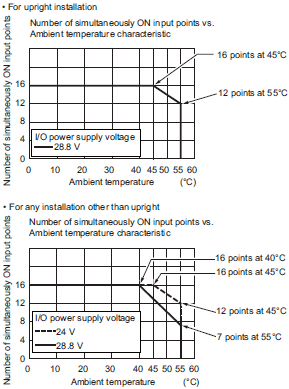 • For upright installation
Number of simultaneously ON input points vs.
Ambient temperature characteristic
Number of simultaneously ON input points
16 points at 45°C
16
12 points at 55°C
12
8
I/O power supply voltage
4
28.8 V
0
0 10 20 30 40 45 50 55 60
Ambient temperature (°C)
• For any installation other than upright
Number of simultaneously ON input points vs.
Ambient temperature characteristic
Number of simultaneously ON input points
16 points at 40°C
16 points at 45°C
16
12
12 points at 45°C
I/O power supply voltage
8
24 V
7 points at 55°C
4
28.8 V
0
0 10 20 30 40 45 50 55 60
Ambient temperature (°C)